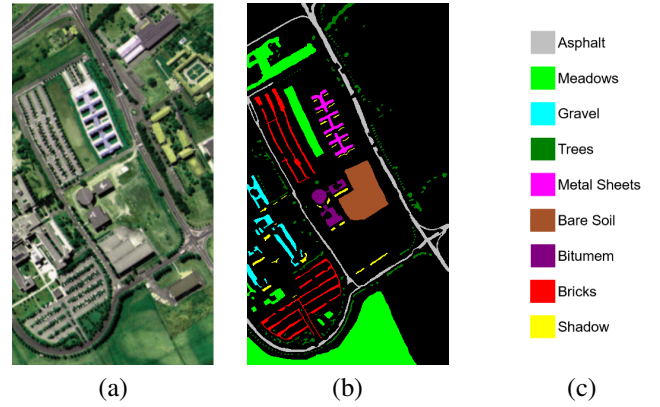 Asphalt
Meadows
Gravel
Trees
Metal Sheets
Bare Soil
Bitumem
Bricks
Shadow
(a)
(b)
(c)